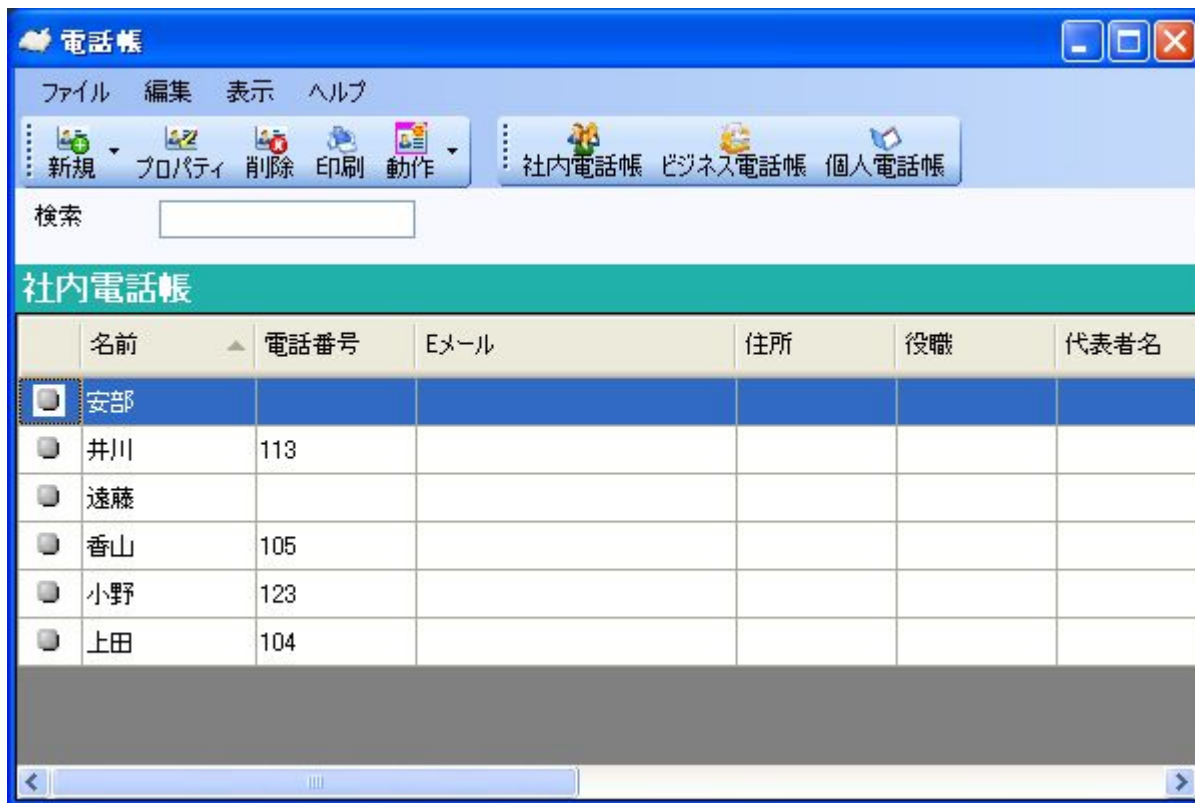 電話帳
ファイル 編集 表示 ヘルプ
新規 プロパティ 削除 印刷 動作 社内電話帳 ビジネス電話帳 個人電話帳
検索
社内電話帳
名前 電話番号 Eメール 住所 役職 代表者名
安部
井川 113
遠藤
香山 105
小野 123
上田 104